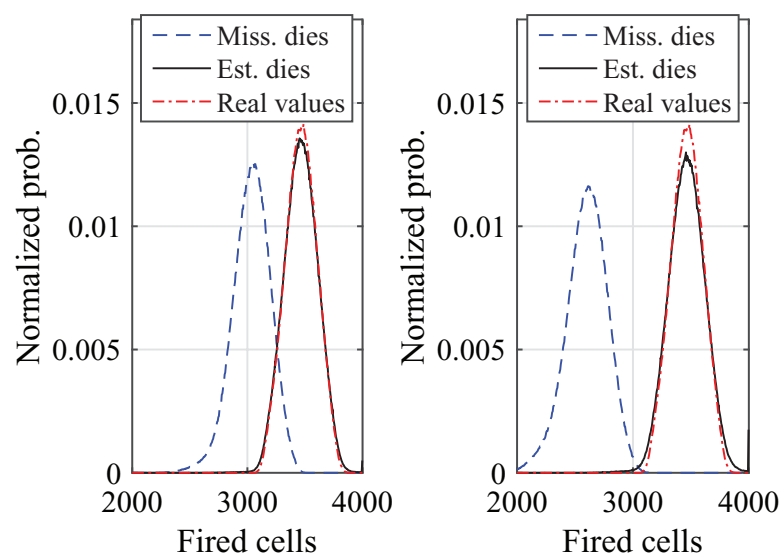 Miss. dies
Est. dies
Real values
0.015
0.01
0.005
0
2000 3000 4000
Normalized prob.
Fired cells
Miss. dies
Est. dies
Real values
0.015
0.01
0.005
0
2000 3000 4000
Normalized prob.
Fired cells